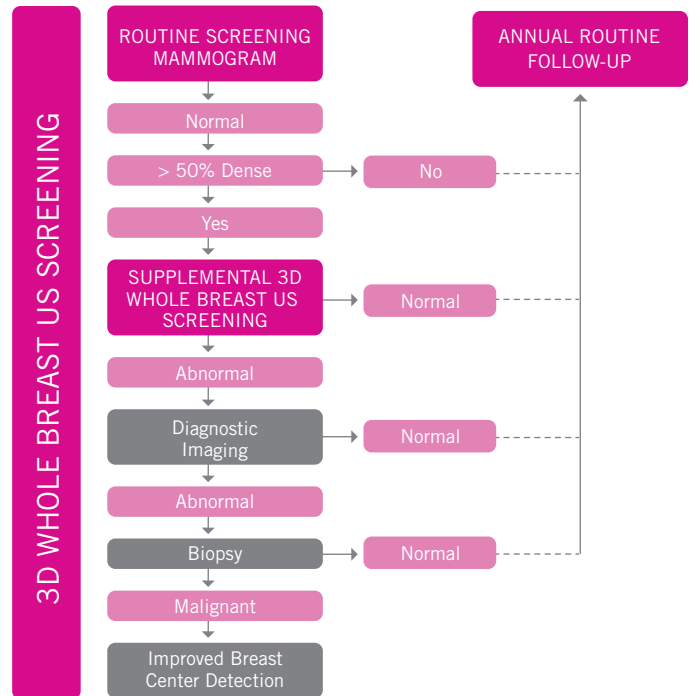 3D WHOLE BREAST US SCREENING
ROUTINE SCREENING
MAMMOGRAM
ANNUAL ROUTINE
FOLLOW-UP
Normal
> 50% Dense
No
Yes
SUPPLEMENTAL 3D
WHOLE BREAST US
SCREENING
Normal
Abnormal
Diagnostic
Imaging
Normal
Abnormal
Biopsy
Normal
Malignant
Improved Breast
Center Detection